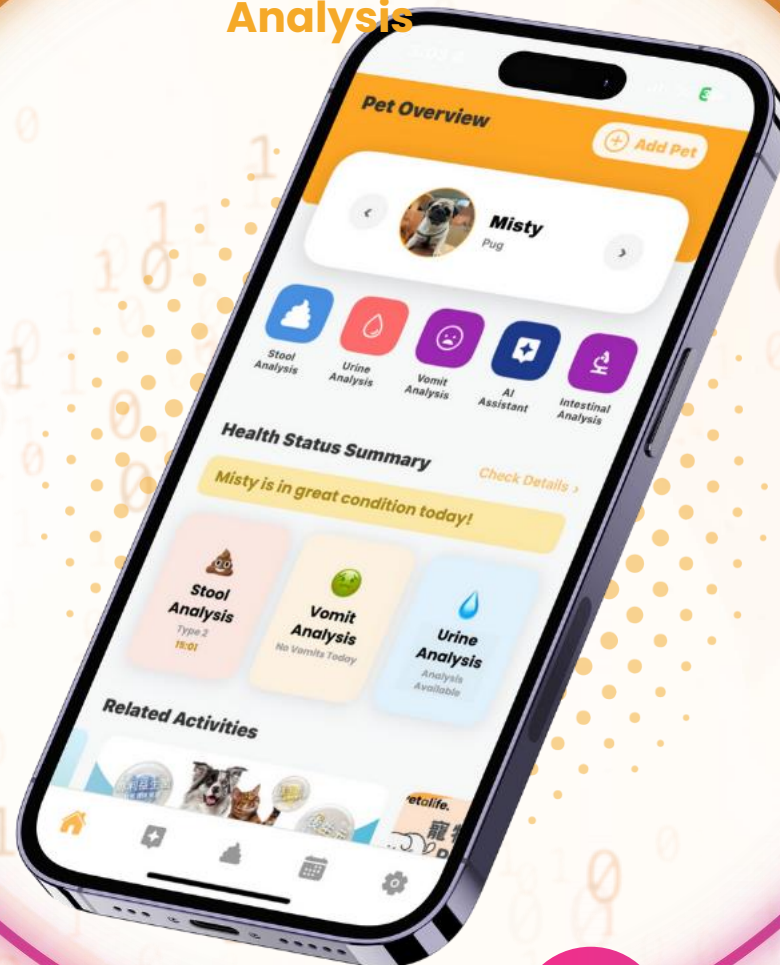 Analysis
Pet Overview
Add Pet
Misty
Pug
Stool
Analysis
Urine
Analysis
Vomit
Analysis
AI
Assistant
Intestinal
Analysis
Health Status Summary
Check Details ›
Misty is in great condition today!
Stool
Analysis
Type 2
15:01
Vomit
Analysis
No Vomits Today
Urine
Analysis
Analysis
Available
Related Activities
etalife.